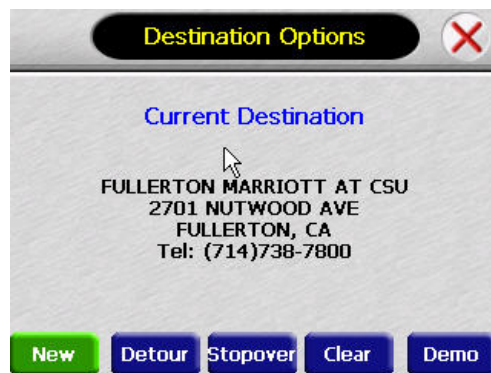 Destination Options
Current Destination
FULLERTON MARRIOTT AT CSU
2701 NUTWOOD AVE
FULLERTON, CA
Tel: (714)738-7800
New Detour Stopover Clear Demo